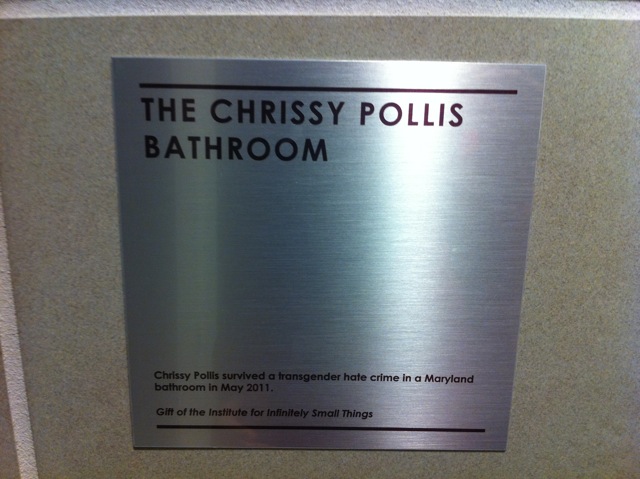 THE CHRISSY POLLIS
BATHROOM
Chrissy Pollis survived a transgender hate crime in a Maryland
bathroom in May 2011.
Gift of the Institute for Infinitely Small Things